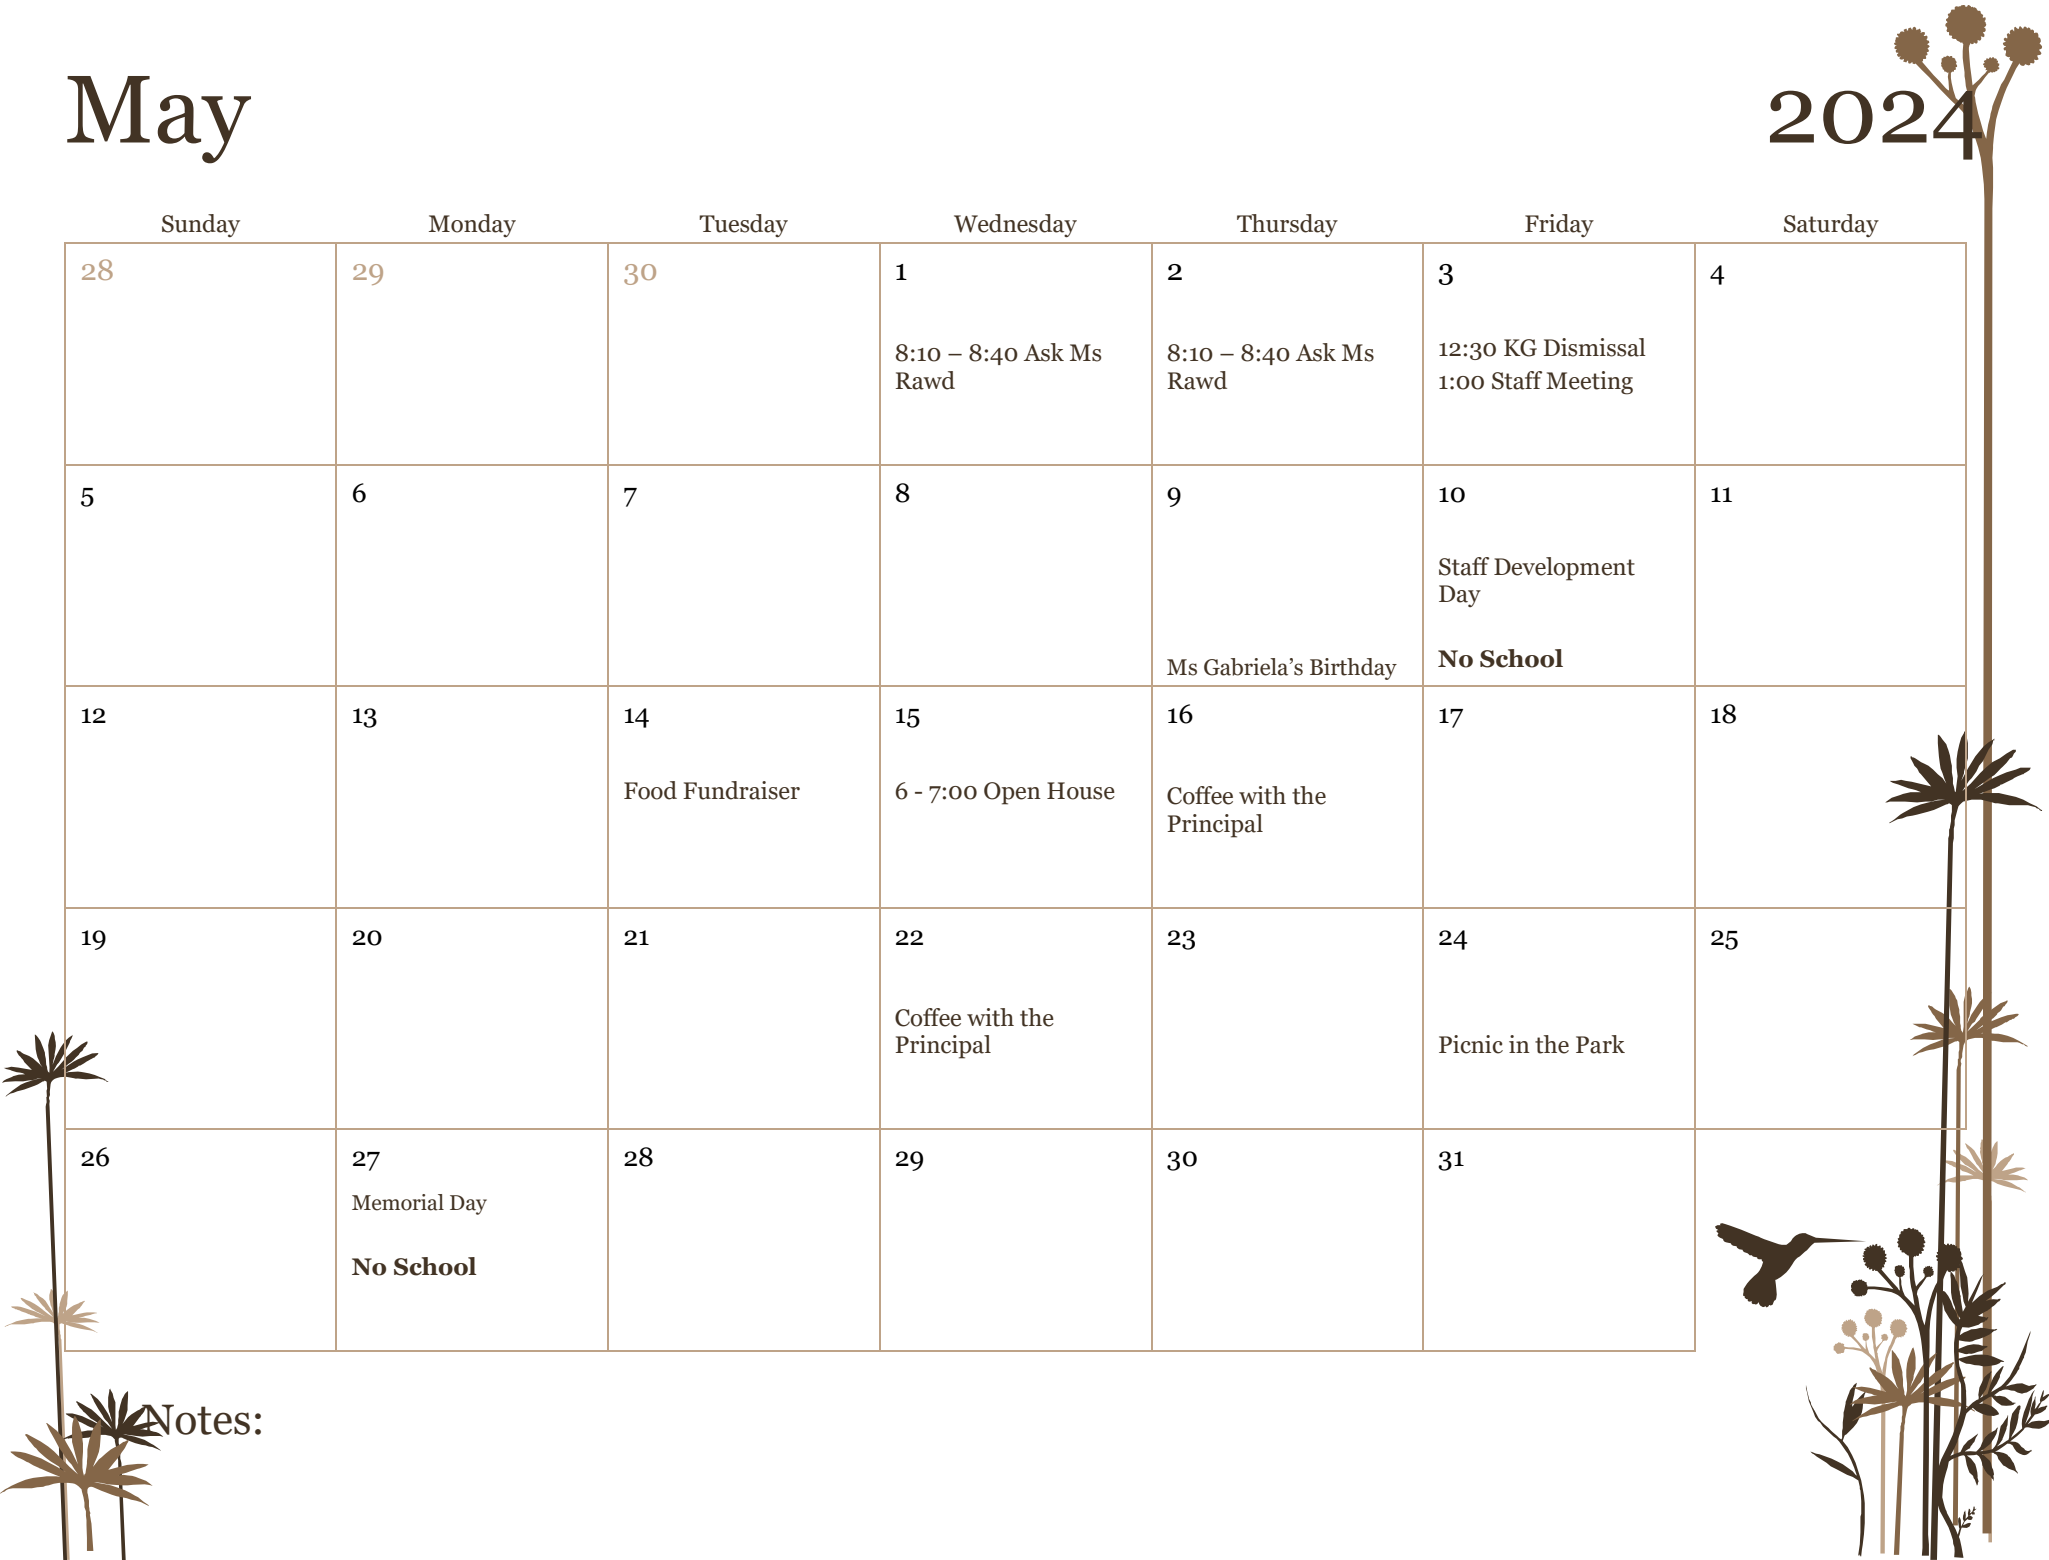 May
2024
Sunday Monday Tuesday Wednesday Thursday Friday Saturday
28 29 30 1 2 3 4
8:10 – 8:40 Ask Ms
Rawd
8:10 – 8:40 Ask Ms
Rawd
12:30 KG Dismissal
1:00 Staff Meeting
5 6 7 8 9 10 11
Ms Gabriela’s Birthday
Staff Development
Day
No School
12 13 14 15 16 17 18
Food Fundraiser
6 - 7:00 Open House
Coffee with the
Principal
19 20 21 22 23 24 25
Coffee with the
Principal
Picnic in the Park
26 27 28 29 30 31
Memorial Day
No School
Notes: